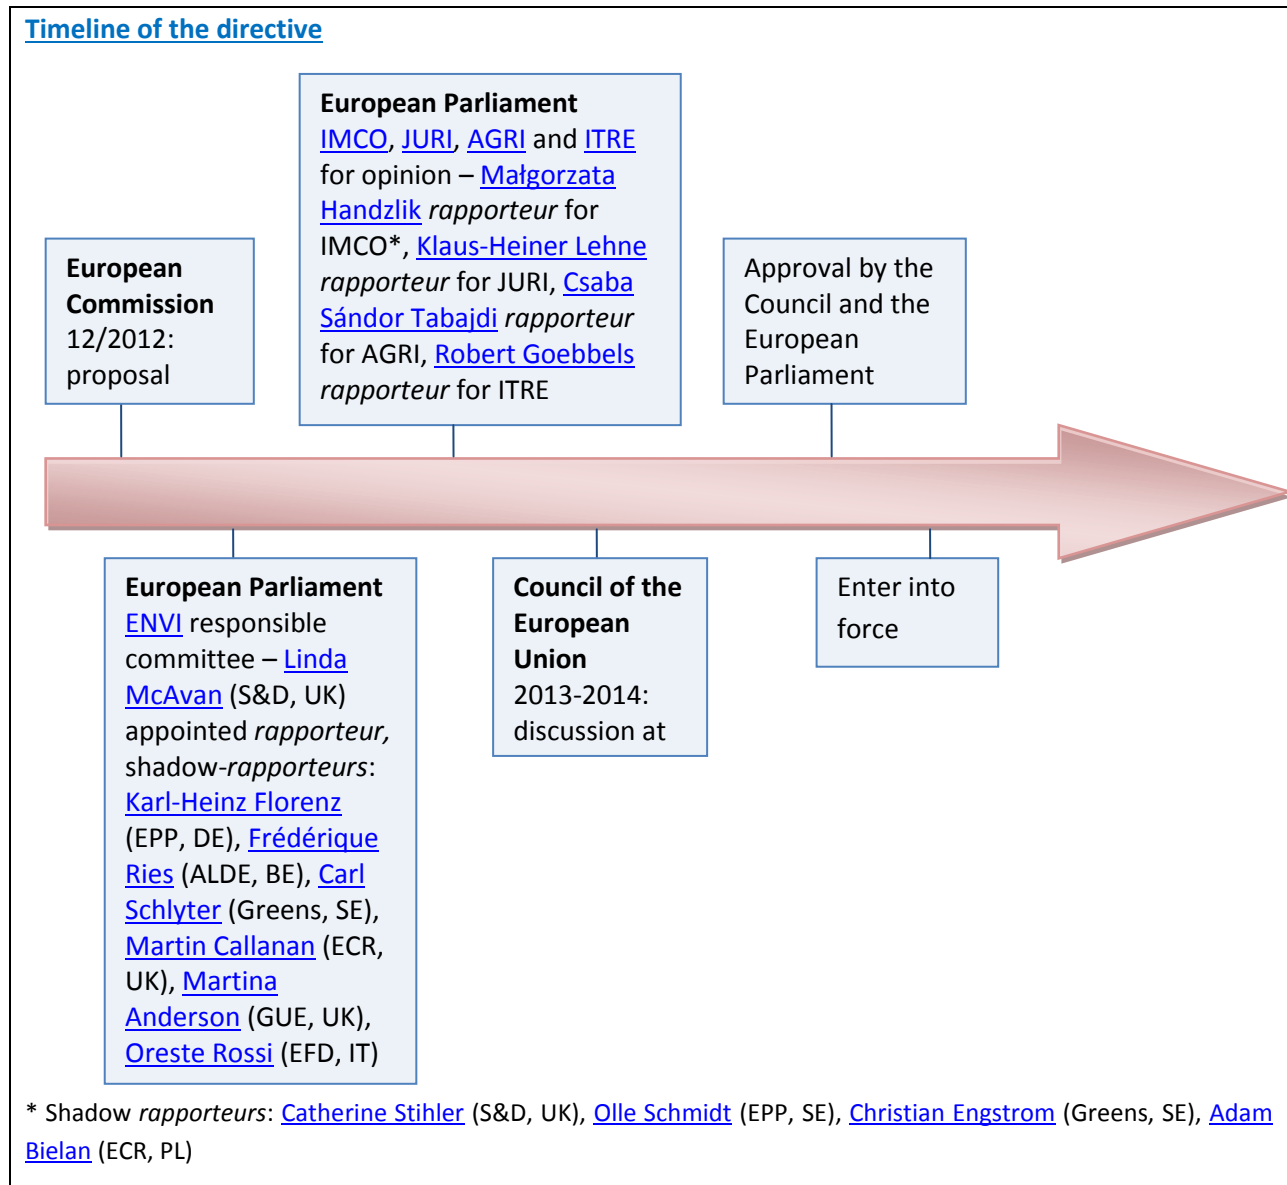 Timeline of the directive
European Parliament
IMCO, JURI, AGRI and ITRE
for opinion – Małgorzata
Handzlik rapporteur for
IMCO*, Klaus-Heiner Lehne
rapporteur for JURI, Csaba
Sándor Tabajdi rapporteur
for AGRI, Robert Goebbels
rapporteur for ITRE
European
Commission
12/2012:
proposal
Approval by the
Council and the
European
Parliament
European Parliament
ENVI responsible
committee – Linda
McAvan (S&D, UK)
appointed rapporteur,
shadow-rapporteurs:
Karl-Heinz Florenz
(EPP, DE), Frédérique
Ries (ALDE, BE), Carl
Schlyter (Greens, SE),
Martin Callanan (ECR,
UK), Martina
Anderson (GUE, UK),
Oreste Rossi (EFD, IT)
Council of the
European
Union
2013-2014:
discussion at
Enter into
force
* Shadow rapporteurs: Catherine Stihler (S&D, UK), Olle Schmidt (EPP, SE), Christian Engstrom (Greens, SE), Adam
Bielan (ECR, PL)